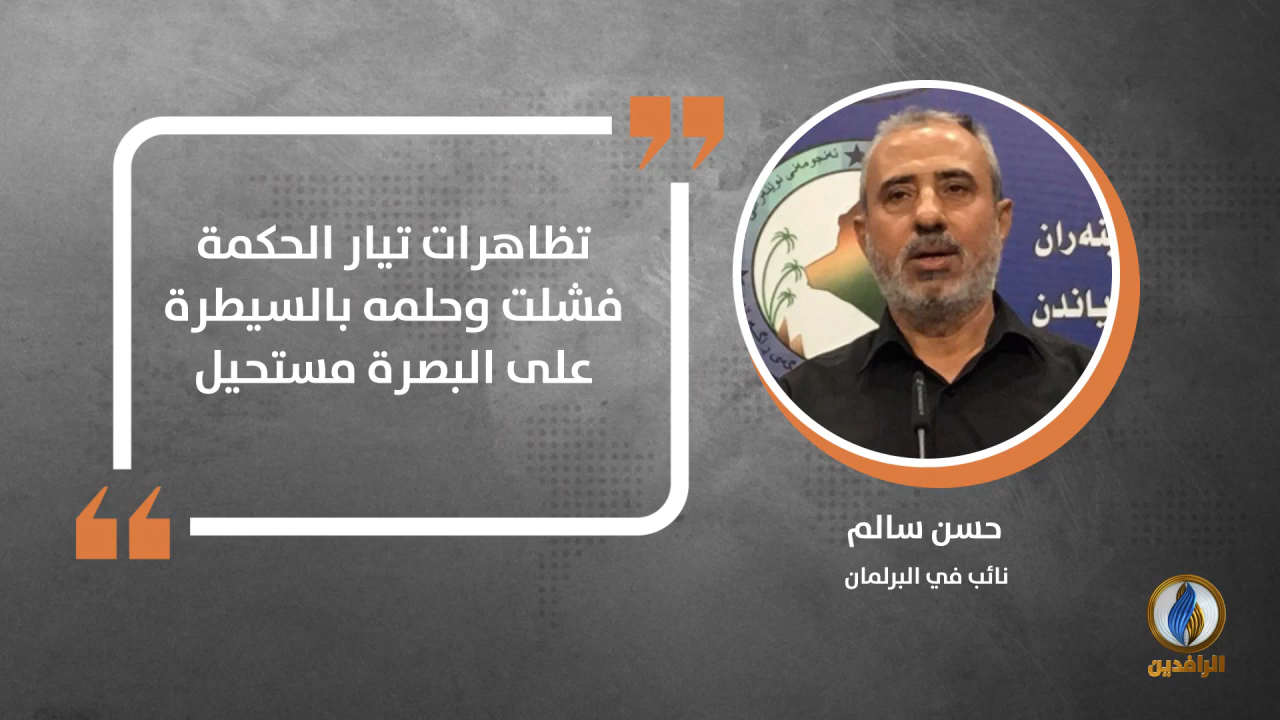 تظاهرات تيار الحكمة
فشلت وحلمه بالسيطرة
على البصرة مستحيل
حسن سالم
نائب في البرلمان
الرافدين